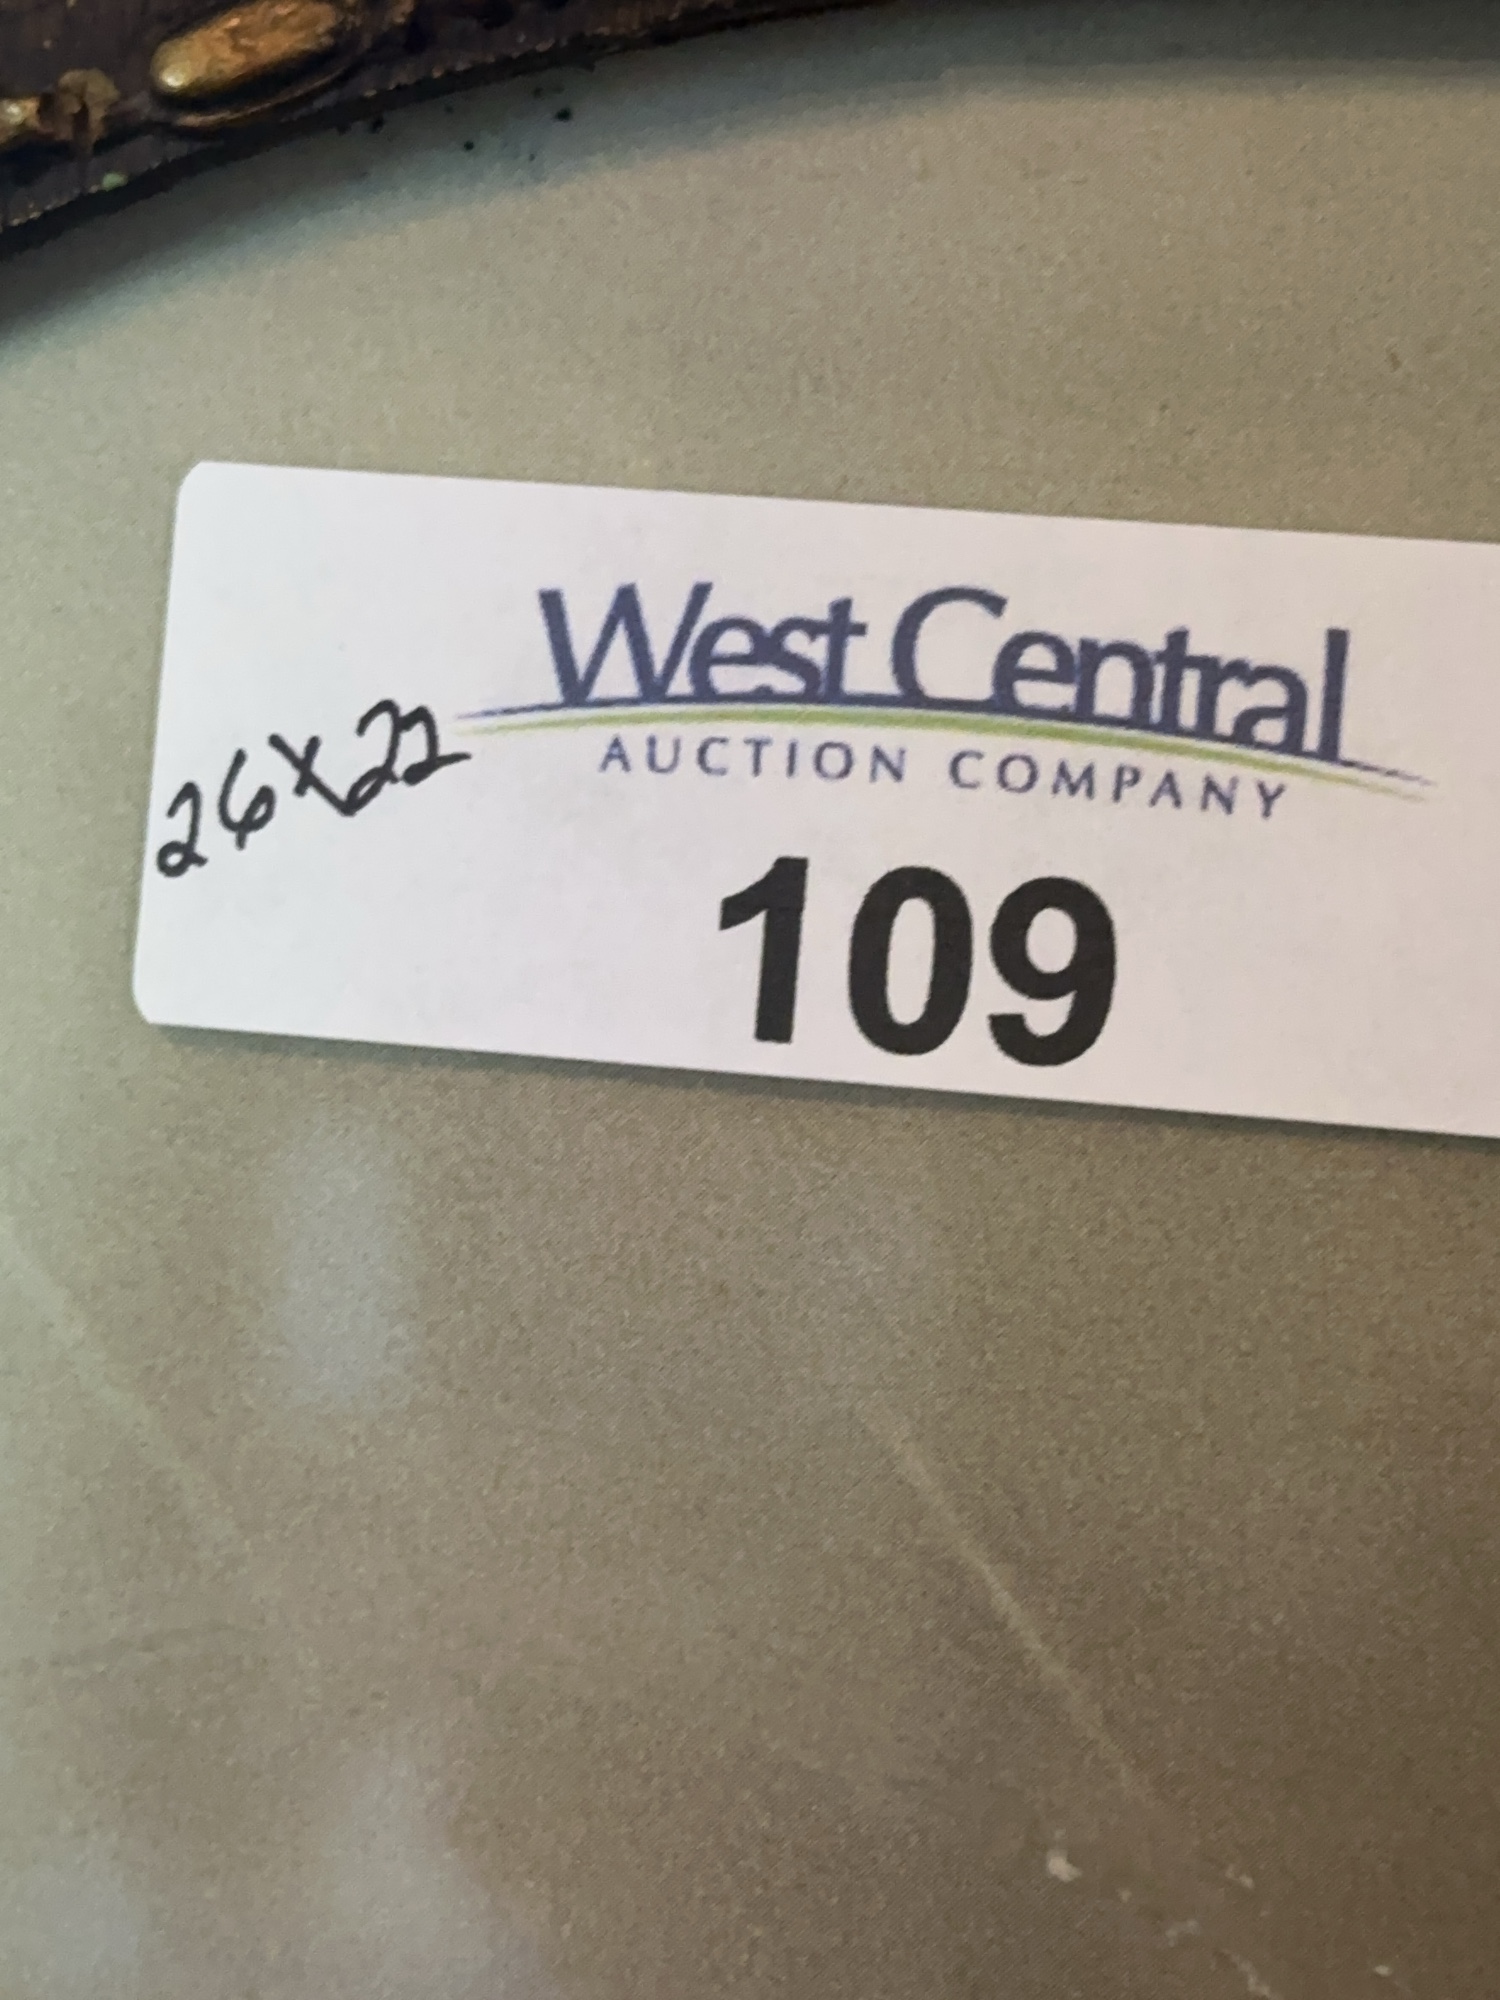 West Central
AUCTION COMPANY
26x22
109